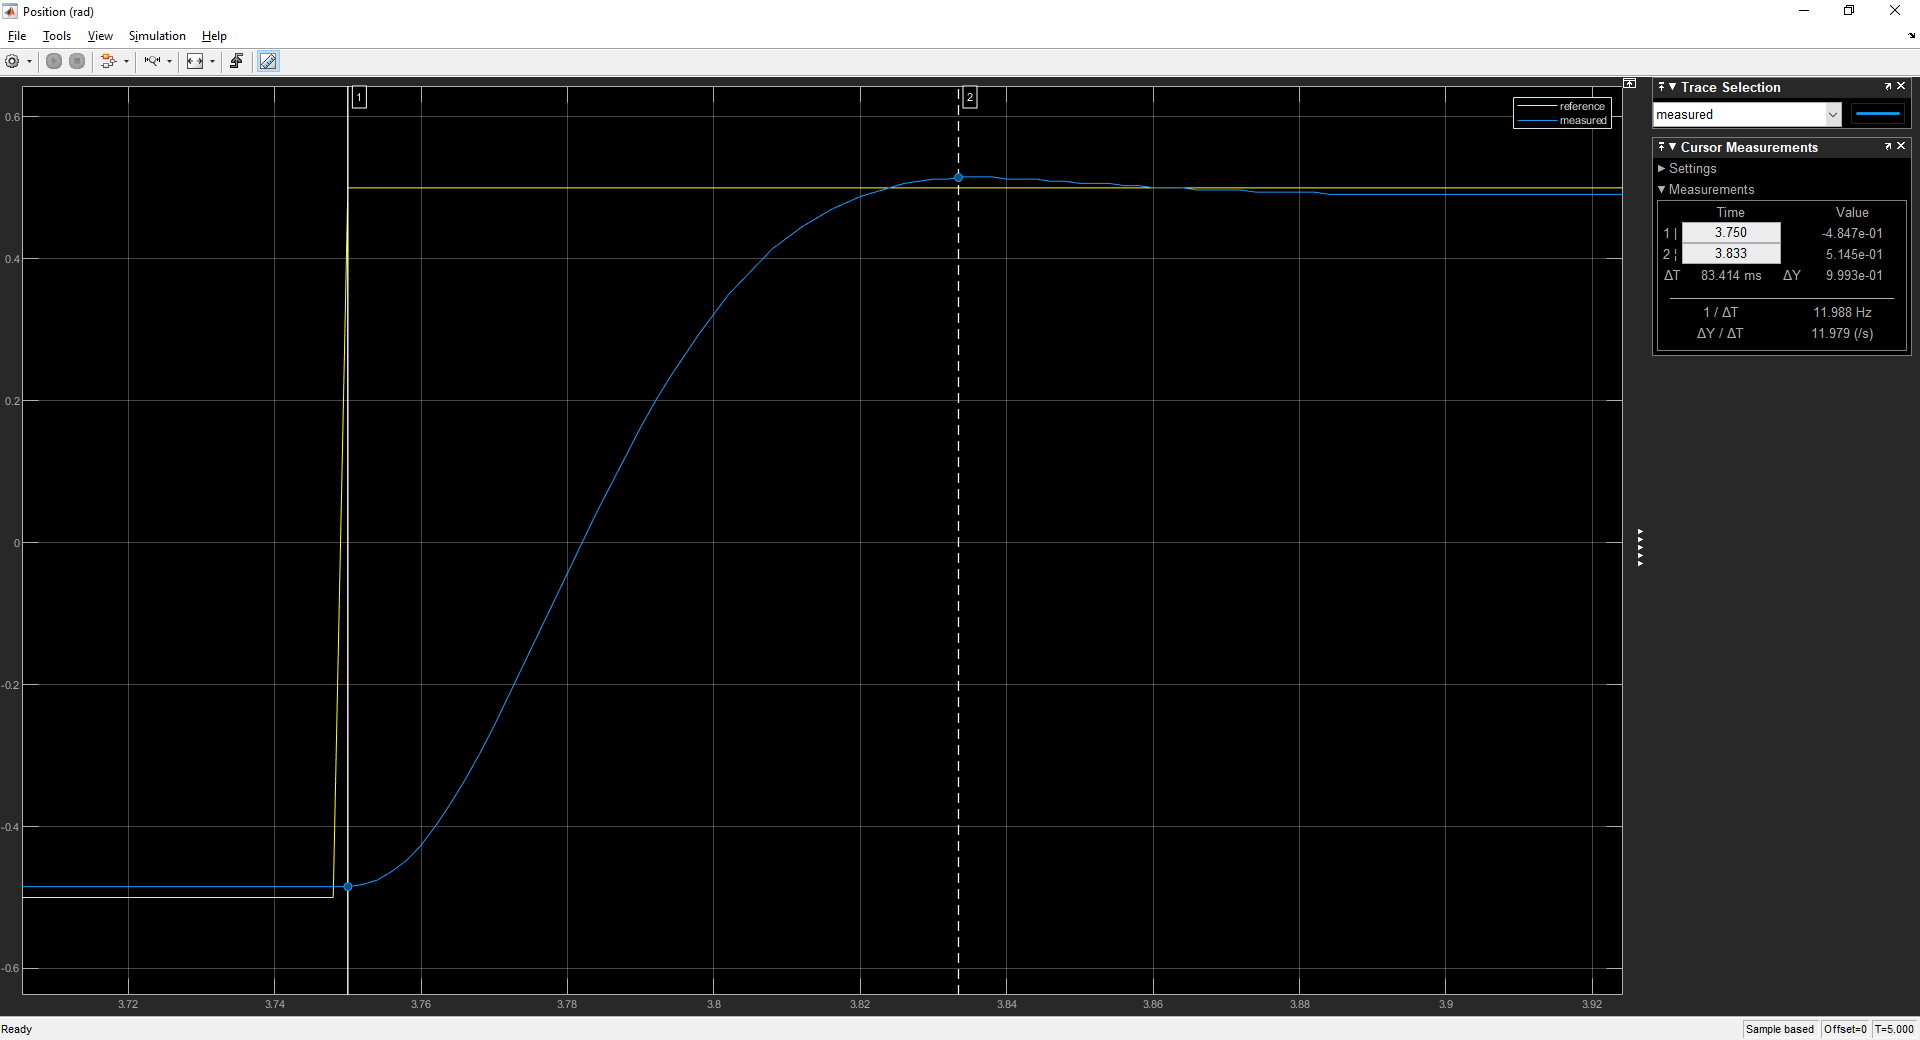 Position (rad)
File Tools View Simulation Help
1
2
reference
measured
0.6
0.4
0.2
0
-0.2
-0.4
-0.6
3.72 3.74 3.76 3.78 3.8 3.82 3.84 3.86 3.88 3.9 3.92
Trace Selection
measured
Cursor Measurements
Settings
Measurements
Time Value
1 | 3.750 -4.847e-01
2 ¦ 3.833 5.145e-01
ΔT 83.414 ms ΔY 9.993e-01
1 / ΔT 11.988 Hz
ΔY / ΔT 11.979 (/s)
Ready
Sample based Offset=0 T=5.000